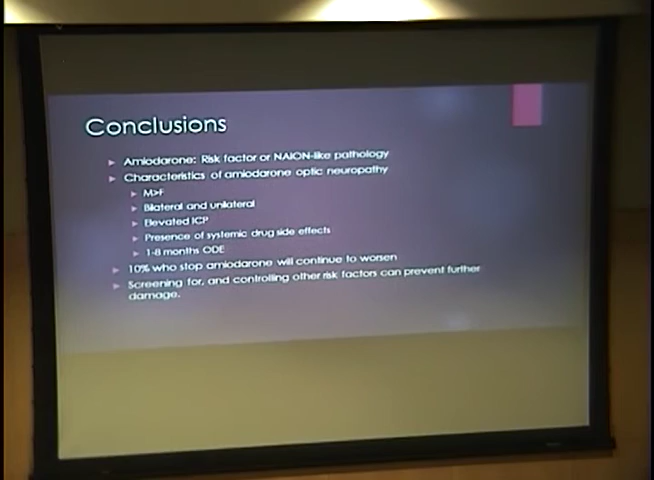 Conclusions
Amiodarone: Risk factor or NAION-like pathology
Characteristics of amiodarone optic neuropathy
M>F
Bilateral and unilateral
Elevated ICP
Presence of systemic drug side effects
1-8 months ODE
10% who stop amiodarone will continue to worsen
Screening for, and controlling other risk factors can prevent further
damage.